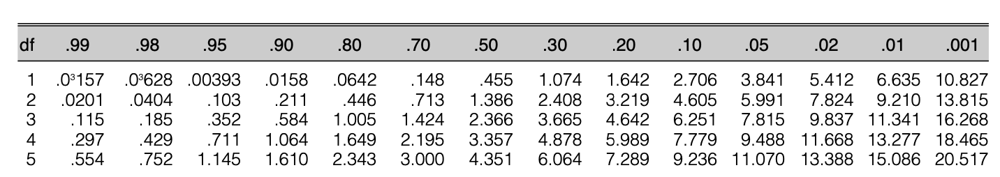 df .99 .98 .95 .90 .80 .70 .50 .30 .20 .10 .05 .02 .01 .001
1 .0³157 .0³628 .00393 .0158 .0642 .148 .455 1.074 1.642 2.706 3.841 5.412 6.635 10.827
2 .0201 .0404 .103 .211 .446 .713 1.386 2.408 3.219 4.605 5.991 7.824 9.210 13.815
3 .115 .185 .352 .584 1.005 1.424 2.366 3.665 4.642 6.251 7.815 9.837 11.341 16.268
4 .297 .429 .711 1.064 1.649 2.195 3.357 4.878 5.989 7.779 9.488 11.668 13.277 18.465
5 .554 .752 1.145 1.610 2.343 3.000 4.351 6.064 7.289 9.236 11.070 13.388 15.086 20.517